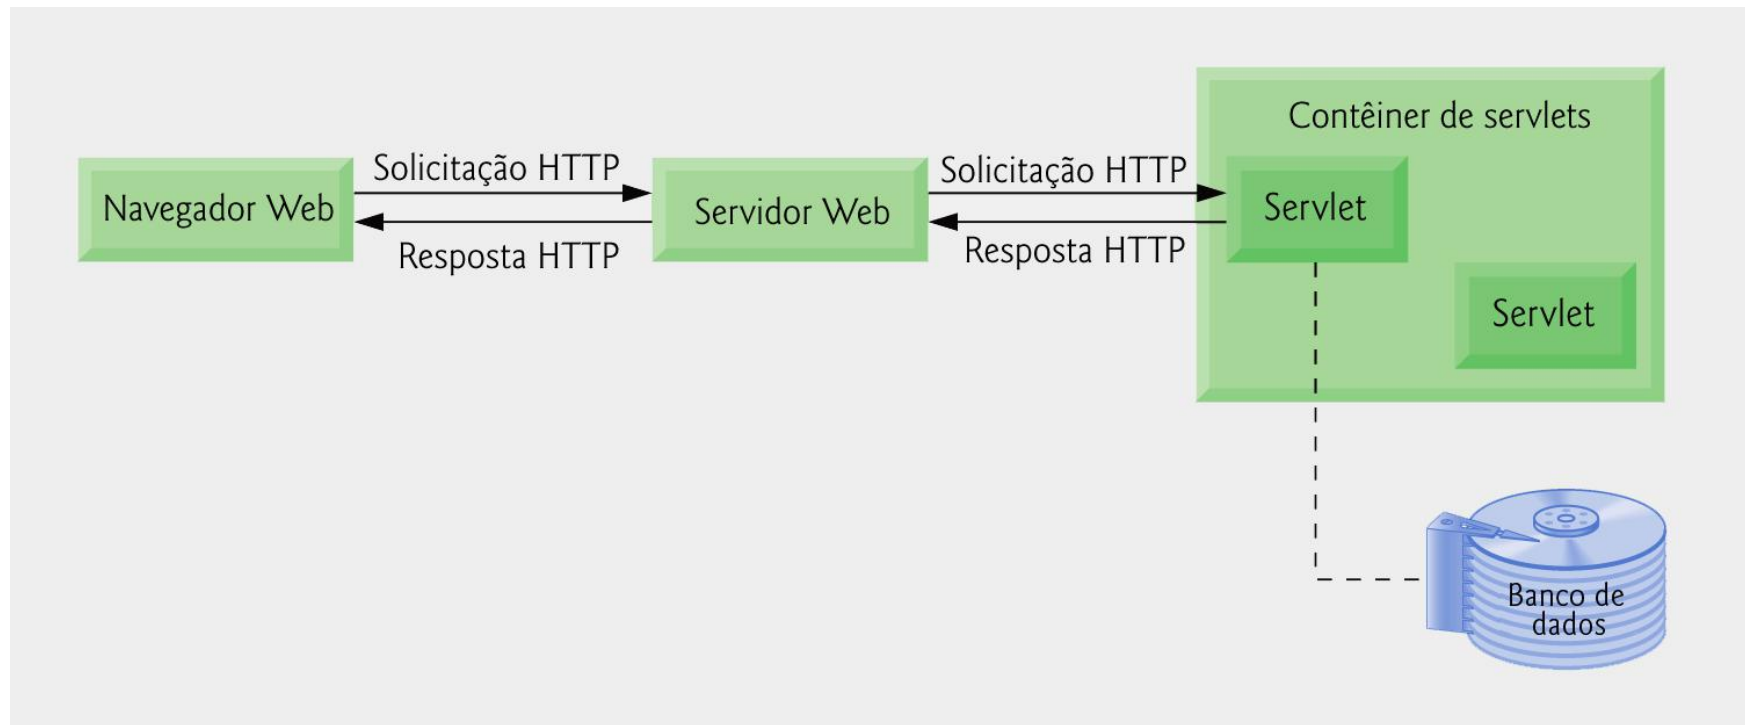 Contêiner de servlets
Solicitação HTTP
Solicitação HTTP
Navegador Web
Servidor Web
Servlet
Resposta HTTP
Resposta HTTP
Servlet
Banco de
dados